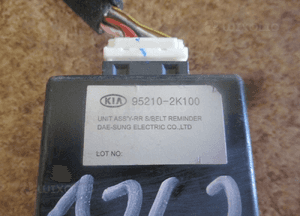 KIA 95210-2K100
UNIT ASS'Y-RR S/BELT REMINDER
DAE-SUNG ELECTRIC CO.,LTD
LOT NO: